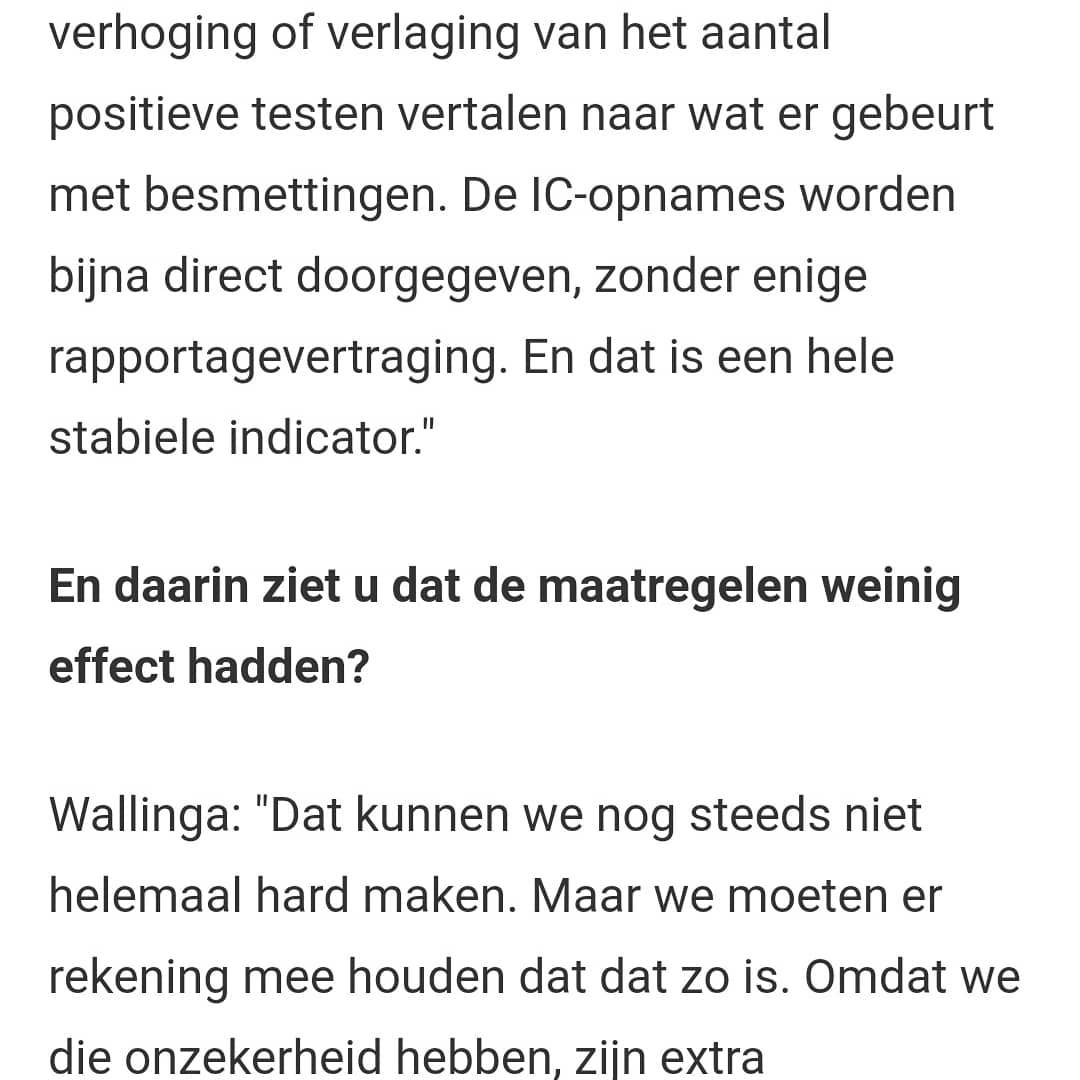 verhoging of verlaging van het aantal
positieve testen vertalen naar wat er gebeurt
met besmettingen. De IC-opnames worden
bijna direct doorgegeven, zonder enige
rapportagevertraging. En dat is een hele
stabiele indicator."
En daarin ziet u dat de maatregelen weinig
effect hadden?
Wallinga: "Dat kunnen we nog steeds niet
helemaal hard maken. Maar we moeten er
rekening mee houden dat dat zo is. Omdat we
die onzekerheid hebben, zijn extra